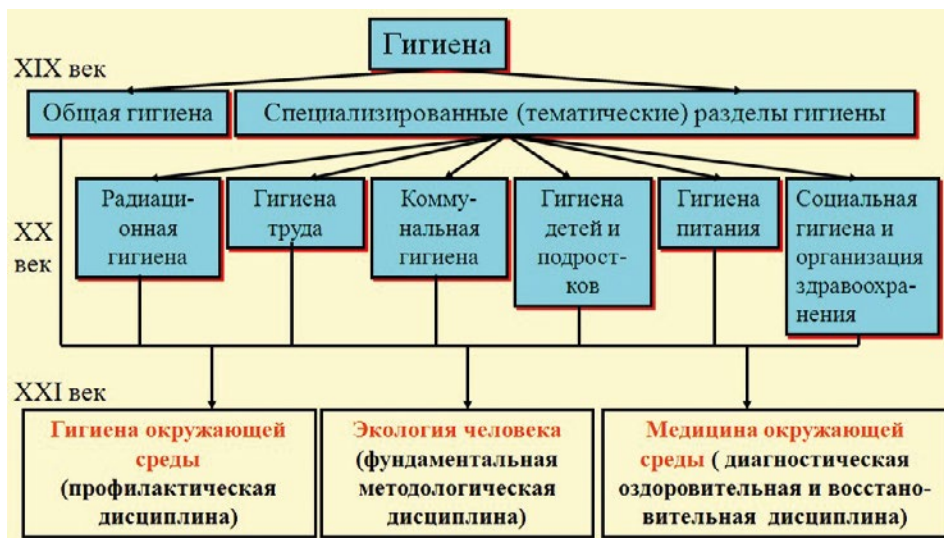 Гигиена
XIX век
Общая гигиена
Специализированные (тематические) разделы гигиены
XX
век
Радиаци-
онная
гигиена
Гигиена
труда
Комму-
нальная
гигиена
Гигиена
детей и
подрост-
ков
Гигиена
питания
Социальная
гигиена и
организация
здравоохра-
нения
XXI век
Гигиена окружающей
среды
(профилактическая
дисциплина)
Экология человека
(фундаментальная
методологическая
дисциплина)
Медицина окружающей
среды ( диагностическая
оздоровительная и восстано-
вительная дисциплина)